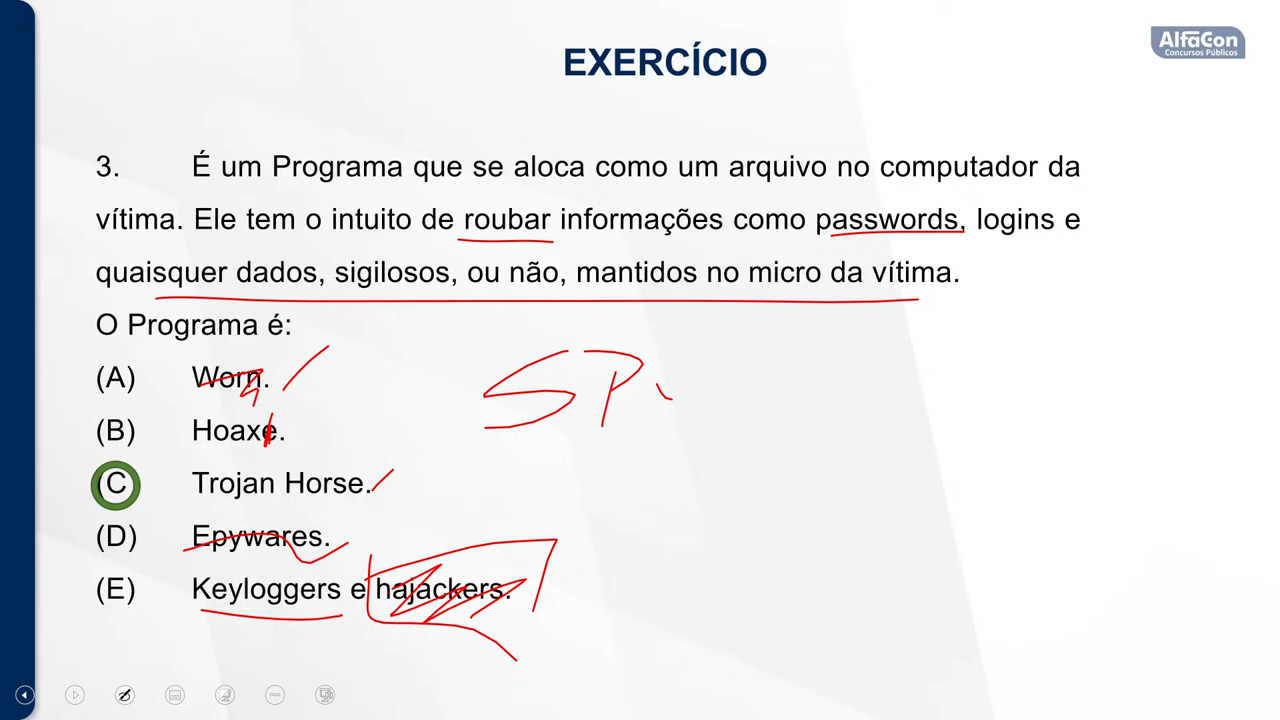 AlfaCon
Concursos Públicos
EXERCÍCIO
3. É um Programa que se aloca como um arquivo no computador da
vítima. Ele tem o intuito de roubar informações como passwords, logins e
quaisquer dados, sigilosos, ou não, mantidos no micro da vítima.
O Programa é:
(A) Worn.
SP
(B) Hoaxe.
(C) Trojan Horse.
(D) Epywares.
(E) Keyloggers e hajackers.